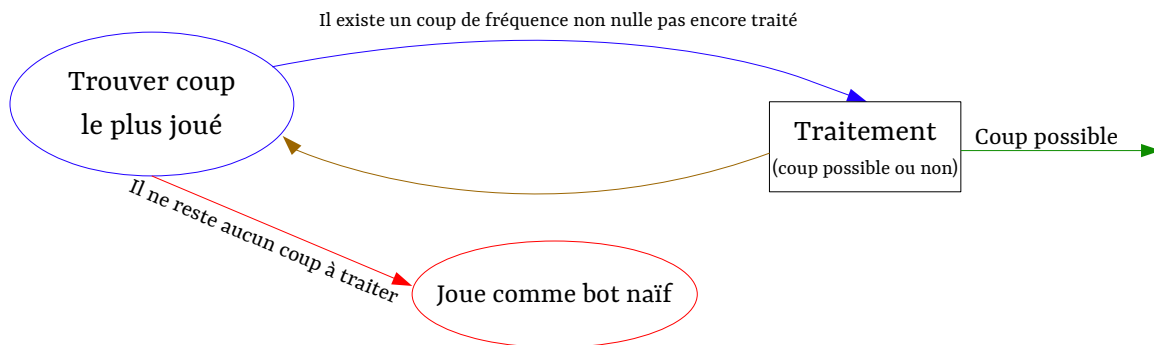 Il existe un coup de fréquence non nulle pas encore traité
Trouver coup
le plus joué
Traitement
(coup possible ou non)
Coup possible
Il ne reste aucun coup à traiter
Joue comme bot naïf